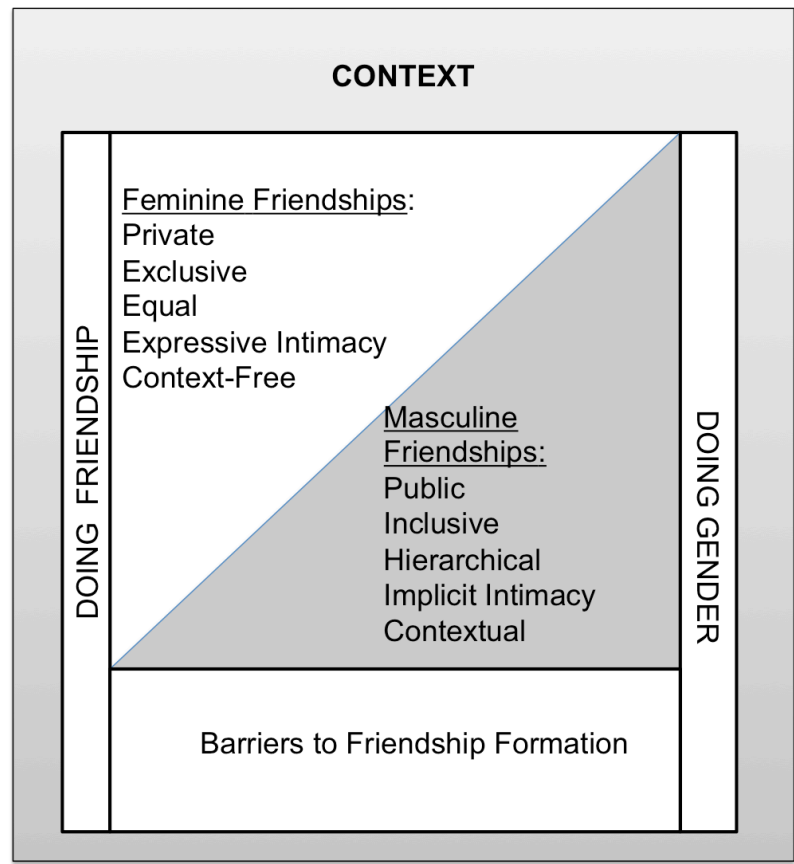 CONTEXT
DOING FRIENDSHIP
Feminine Friendships:
Private
Exclusive
Equal
Expressive Intimacy
Context-Free
Masculine
Friendships:
Public
Inclusive
Hierarchical
Implicit Intimacy
Contextual
DOING GENDER
Barriers to Friendship Formation